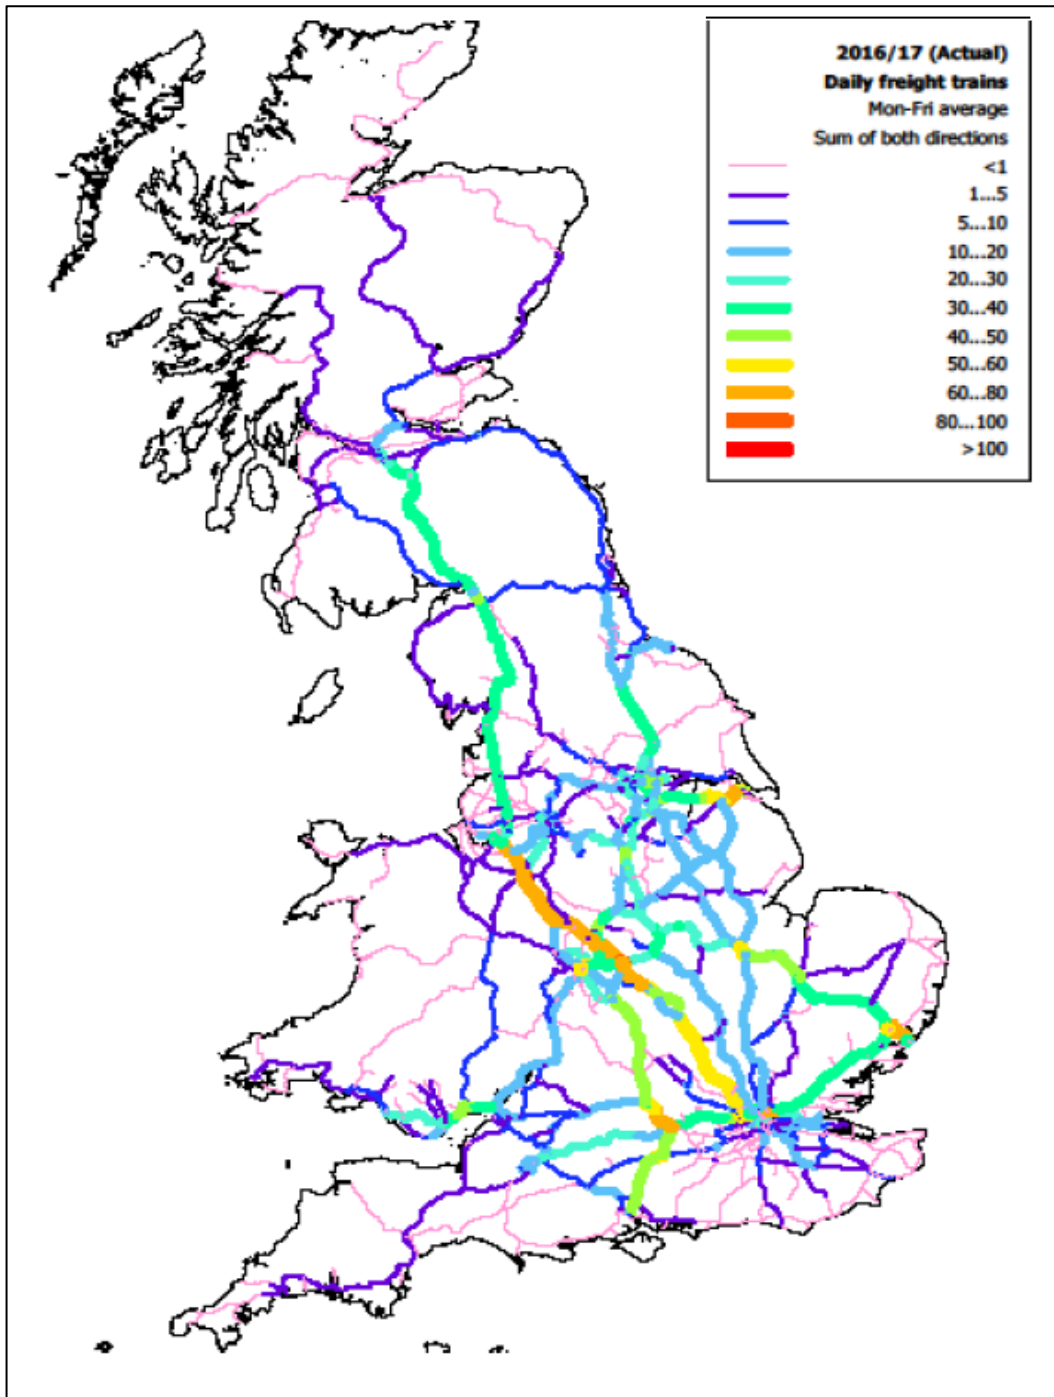 2016/17 (Actual)
Daily freight trains
Mon-Fri average
Sum of both directions
<1
1...5
5...10
10...20
20...30
30...40
40...50
50...60
60...80
80...100
>100